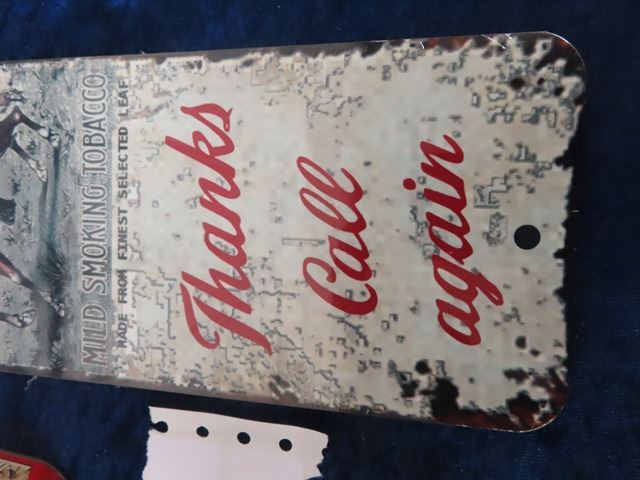 MILD SMOKING TOBACCO
MADE FROM FINEST SELECTED LEAF
Thanks
Call
again